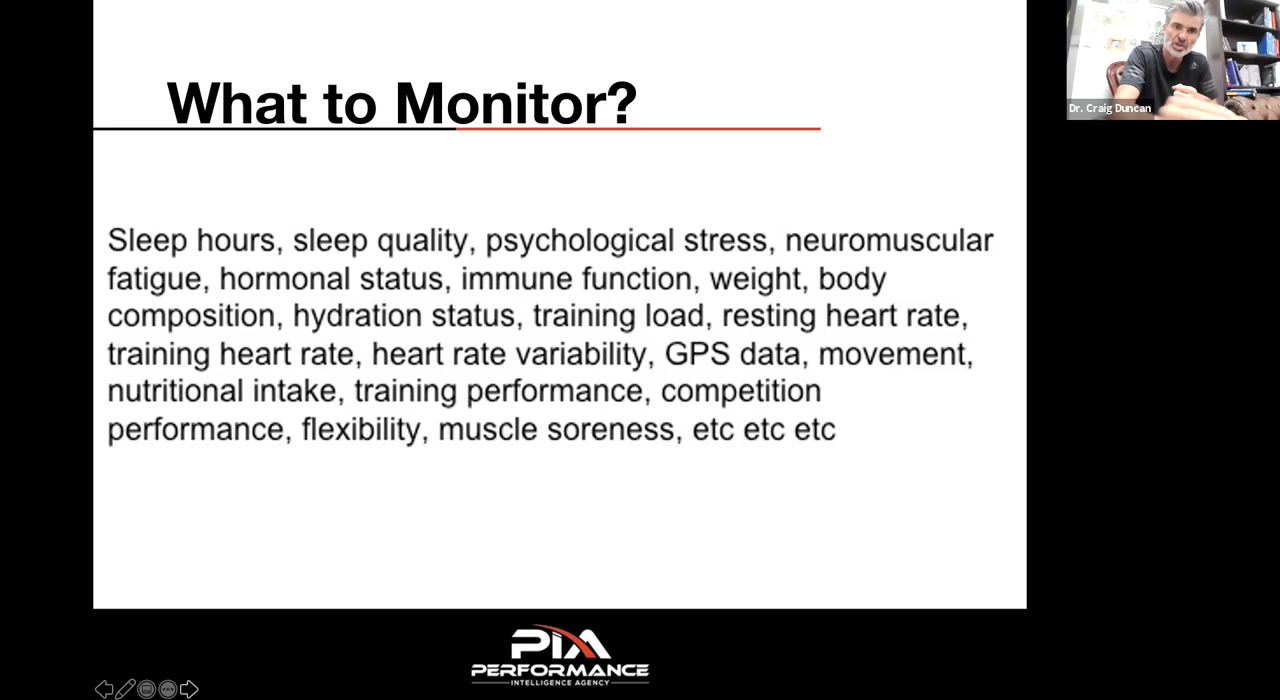 What to Monitor?
Dr. Craig Duncan
Sleep hours, sleep quality, psychological stress, neuromuscular
fatigue, hormonal status, immune function, weight, body
composition, hydration status, training load, resting heart rate,
training heart rate, heart rate variability, GPS data, movement,
nutritional intake, training performance, competition
performance, flexibility, muscle soreness, etc etc etc
PIA
PERFORMANCE
INTELLIGENCE AGENCY